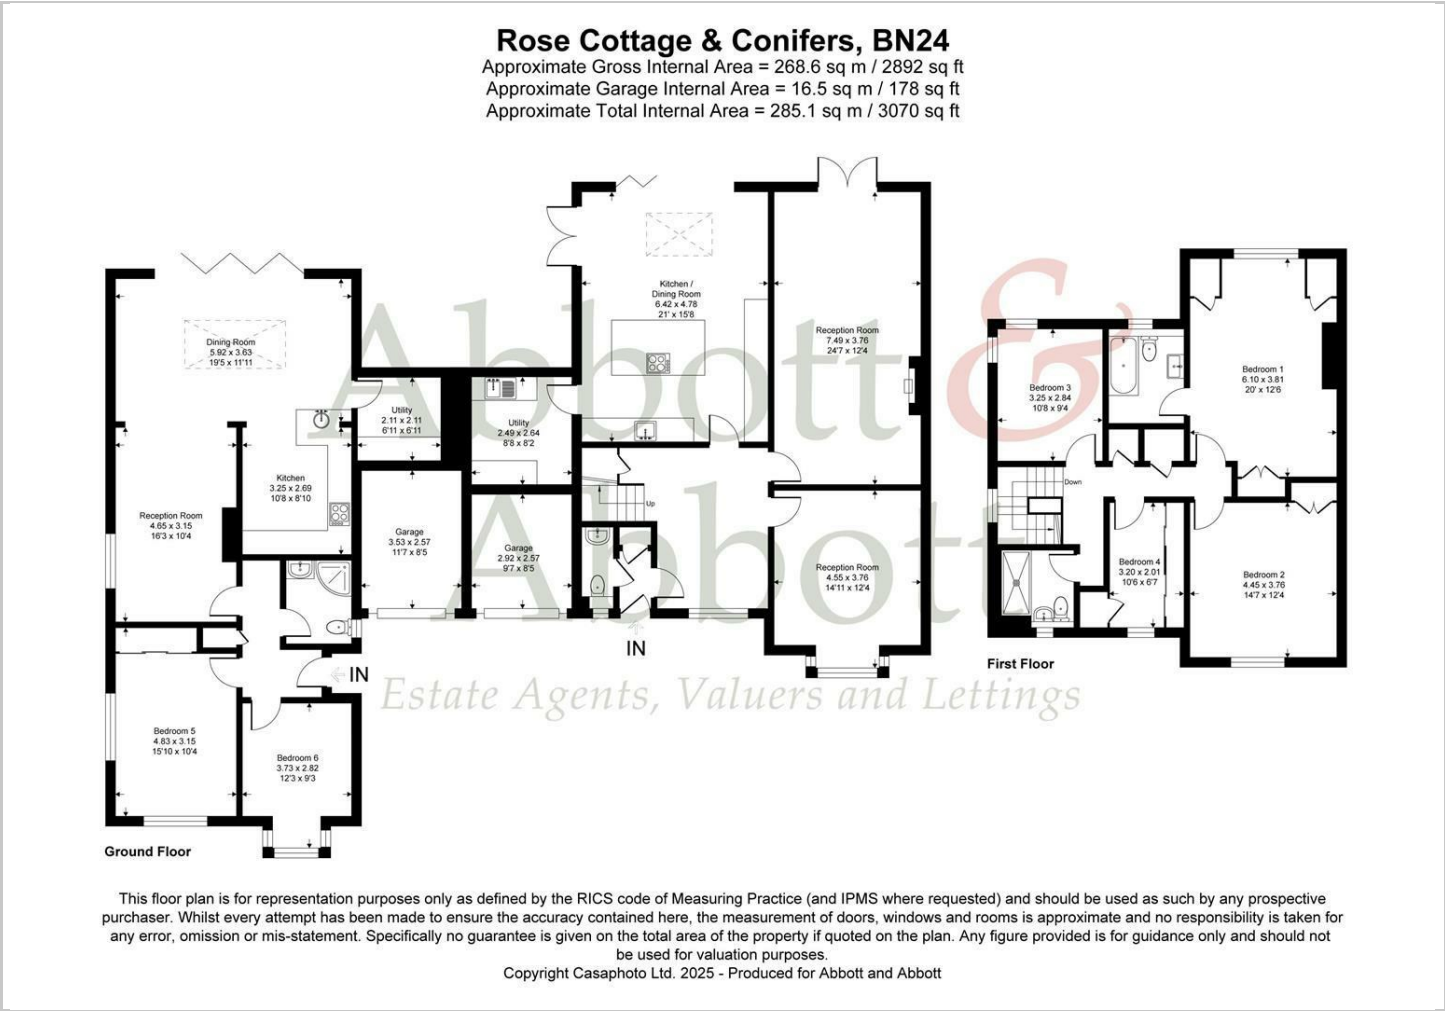 Rose Cottage & Conifers, BN24
Approximate Gross Internal Area = 268.6 sq m / 2892 sq ft
Approximate Garage Internal Area = 16.5 sq m / 178 sq ft
Approximate Total Internal Area = 285.1 sq m / 3070 sq ft
Abbott &
Abbott
Estate Agents, Valuers and Lettings
Dining Room
5.92 x 3.63
19'5 x 11'11
Utility
2.11 x 2.11
6'11 x 6'11
Kitchen
3.25 x 2.69
10'8 x 8'10
Reception Room
4.65 x 3.15
16'3 x 10'4
Garage
3.53 x 2.57
11'7 x 8'5
Bedroom 5
4.83 x 3.15
15'10 x 10'4
Bedroom 6
3.73 x 2.82
12'3 x 9'3
IN
Ground Floor
Kitchen /
Dining Room
6.42 x 4.78
21' x 15'8
Reception Room
7.49 x 3.76
24'7 x 12'4
Utility
2.49 x 2.64
8'8 x 8'2
Up
Garage
2.92 x 2.57
9'7 x 8'5
Reception Room
4.55 x 3.76
14'11 x 12'4
IN
Bedroom 1
6.10 x 3.81
20' x 12'6
Bedroom 3
3.25 x 2.84
10'8 x 9'4
Down
Bedroom 4
3.20 x 2.01
10'6 x 6'7
Bedroom 2
4.45 x 3.76
14'7 x 12'4
First Floor
This floor plan is for representation purposes only as defined by the RICS code of Measuring Practice (and IPMS where requested) and should be used as such by any prospective
purchaser. Whilst every attempt has been made to ensure the accuracy contained here, the measurement of doors, windows and rooms is approximate and no responsibility is taken for
any error, omission or mis-statement. Specifically no guarantee is given on the total area of the property if quoted on the plan. Any figure provided is for guidance only and should not
be used for valuation purposes.
Copyright Casaphoto Ltd. 2025 - Produced for Abbott and Abbott